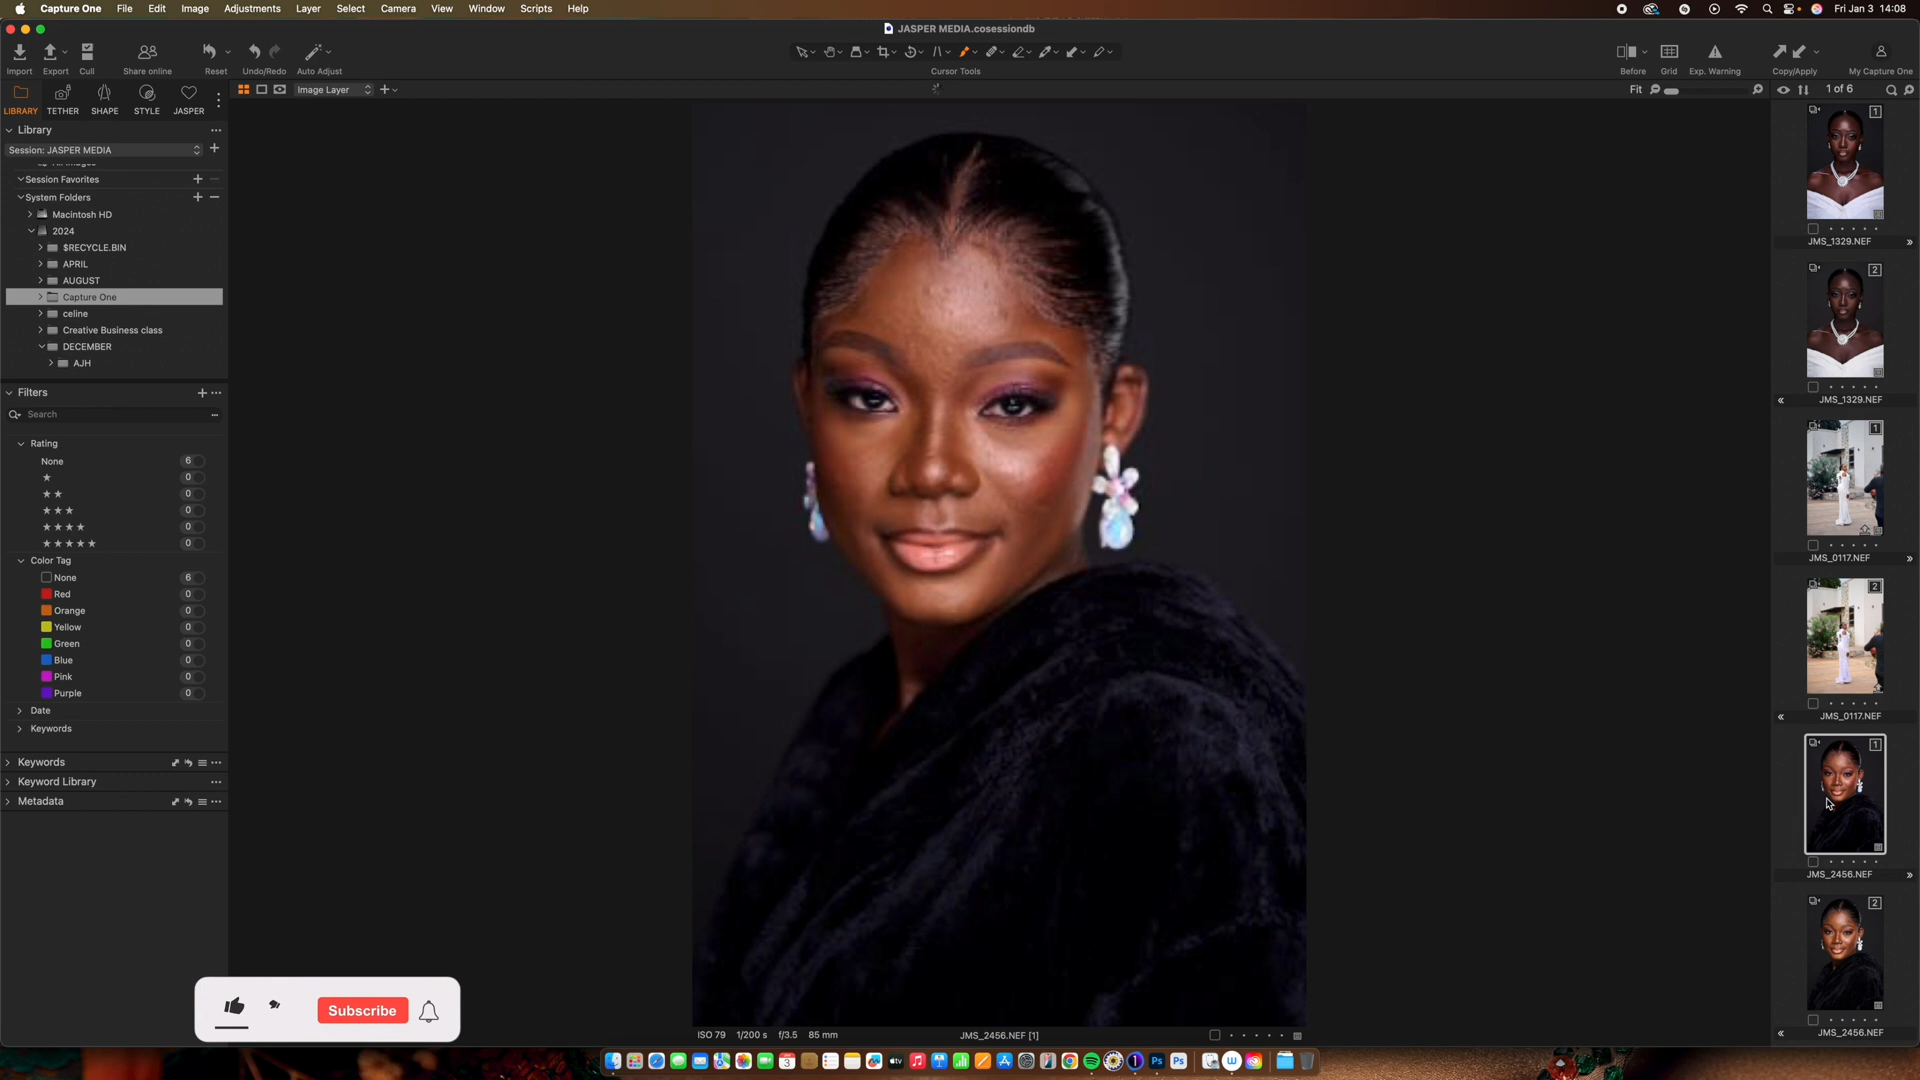 Capture One File Edit Image Adjustments Layer Select Camera View Window Scripts Help Fri Jan 3 14:08
JASPER MEDIA.cosessiondb
Import Export Cull Share online Reset Undo/Redo Auto Adjust Cursor Tools Before Grid Exp. Warning Copy/Apply My Capture One
LIBRARY TETHER SHAPE STYLE JASPER
Image Layer Fit 1 of 6
Library
Session: JASPER MEDIA
Session Favorites
System Folders
Macintosh HD
2024
$RECYCLE.BIN
APRIL
AUGUST
Capture One
celine
Creative Business class
DECEMBER
AJH
Filters
Search
Rating
None 6
0
0
0
0
0
Color Tag
None 6
Red 0
Orange 0
Yellow 0
Green 0
Blue 0
Pink 0
Purple 0
Date
Keywords
Keywords
Keyword Library
Metadata
Subscribe
ISO 79 1/200 s f/3.5 85 mm JMS_2456.NEF [1]
1
JMS_1329.NEF
2
JMS_1329.NEF
1
JMS_0117.NEF
2
JMS_0117.NEF
1
JMS_2456.NEF
2
JMS_2456.NEF